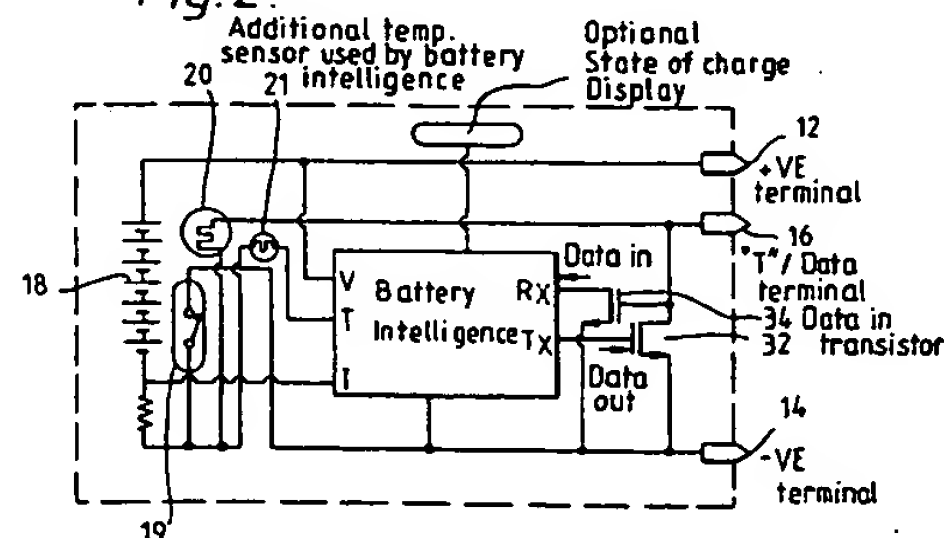 Fig. 2.
Additional temp.
sensor used by battery
intelligence
20
21
Optional
State of charge
Display
12
+VE
terminal
16
"T"/ Data
terminal
34 Data in
transistor
32
18
V
T
I
Battery
Intelligence
RX
TX
Data in
Data
out
14
-VE
terminal
19